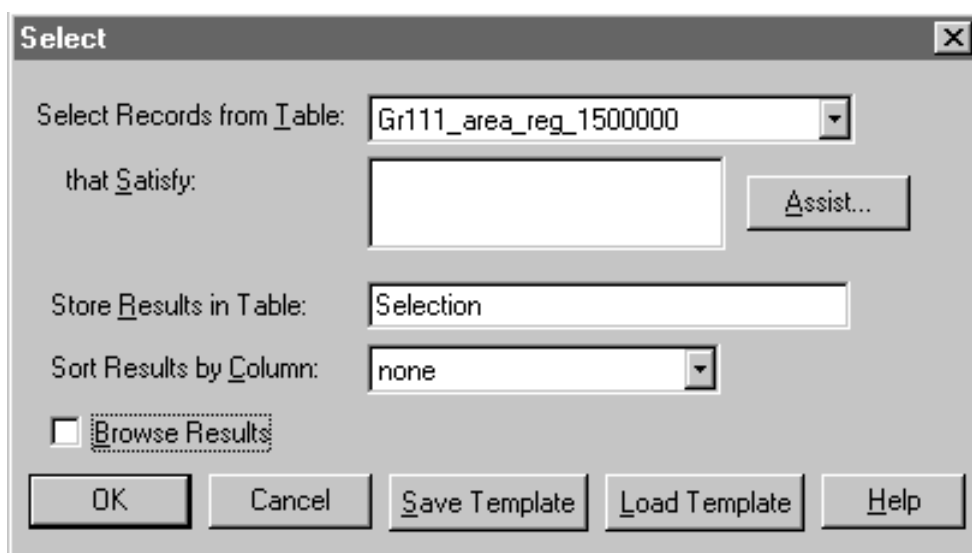 Select
Select Records from Table: Gr111_area_reg_1500000
that Satisfy:
Assist...
Store Results in Table: Selection
Sort Results by Column: none
Browse Results
OK Cancel Save Template Load Template Help